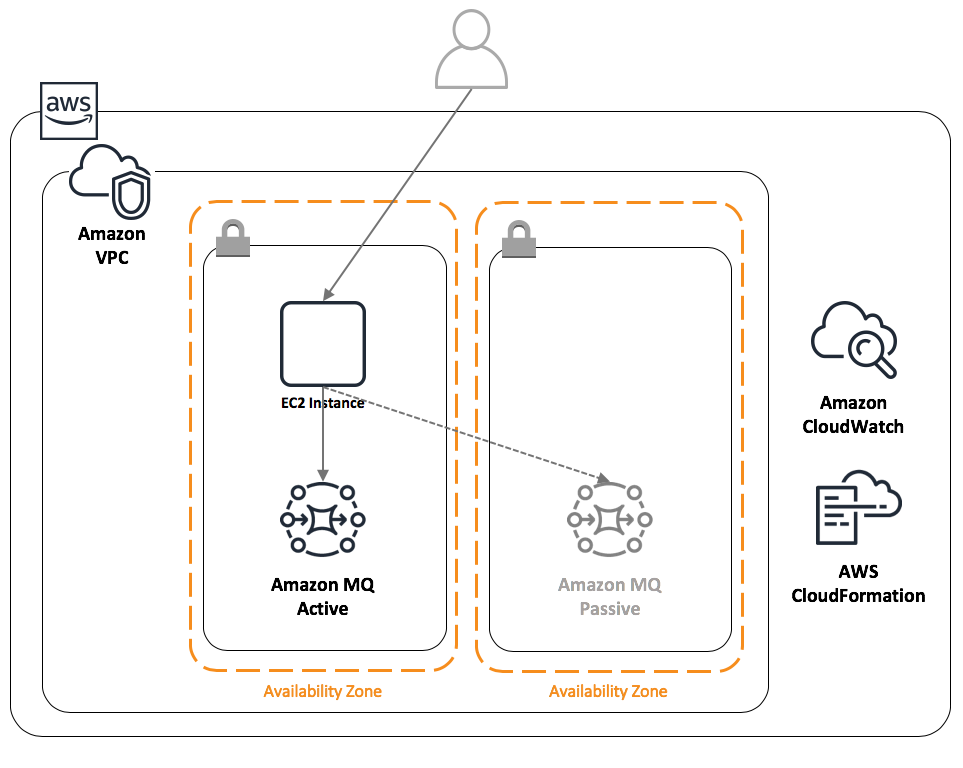 aws
Amazon
VPC
EC2 Instance
Amazon MQ
Active
Amazon MQ
Passive
Availability Zone
Availability Zone
Amazon
CloudWatch
AWS
CloudFormation